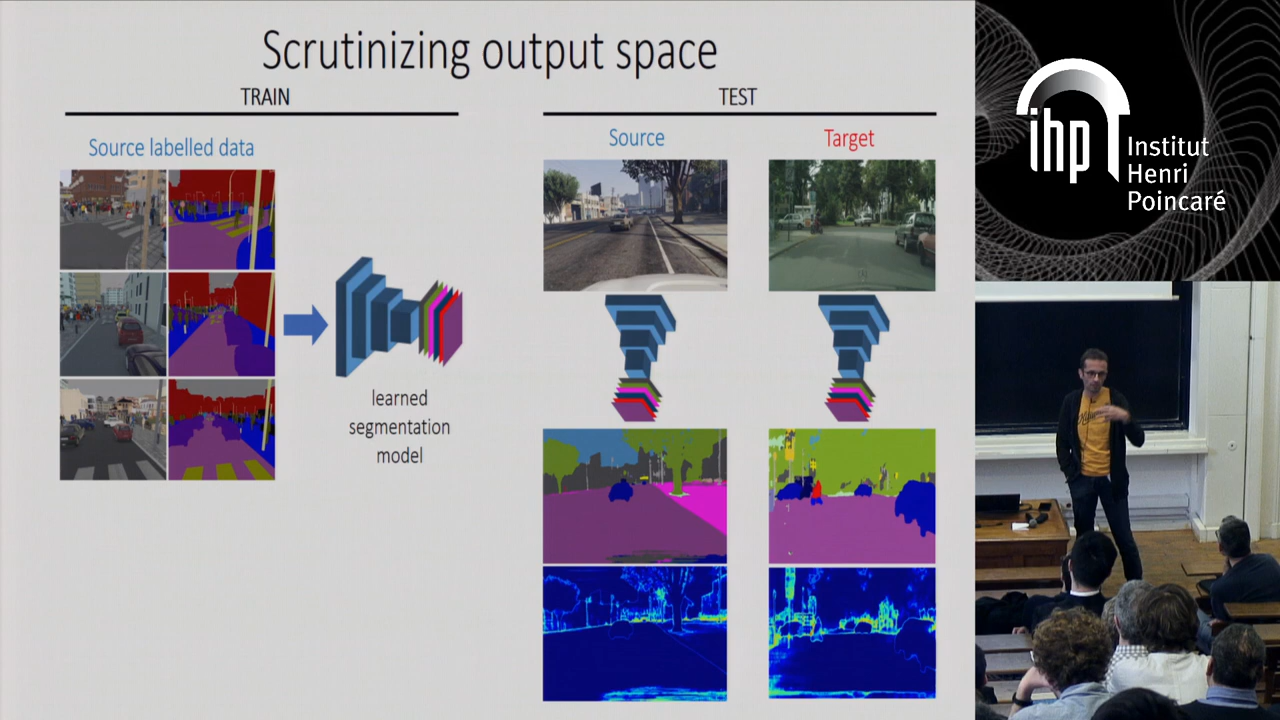 Scrutinizing output space
TRAIN
Source labelled data
learned
segmentation
model
TEST
Source
Target
ihp
Institut
Henri
Poincaré